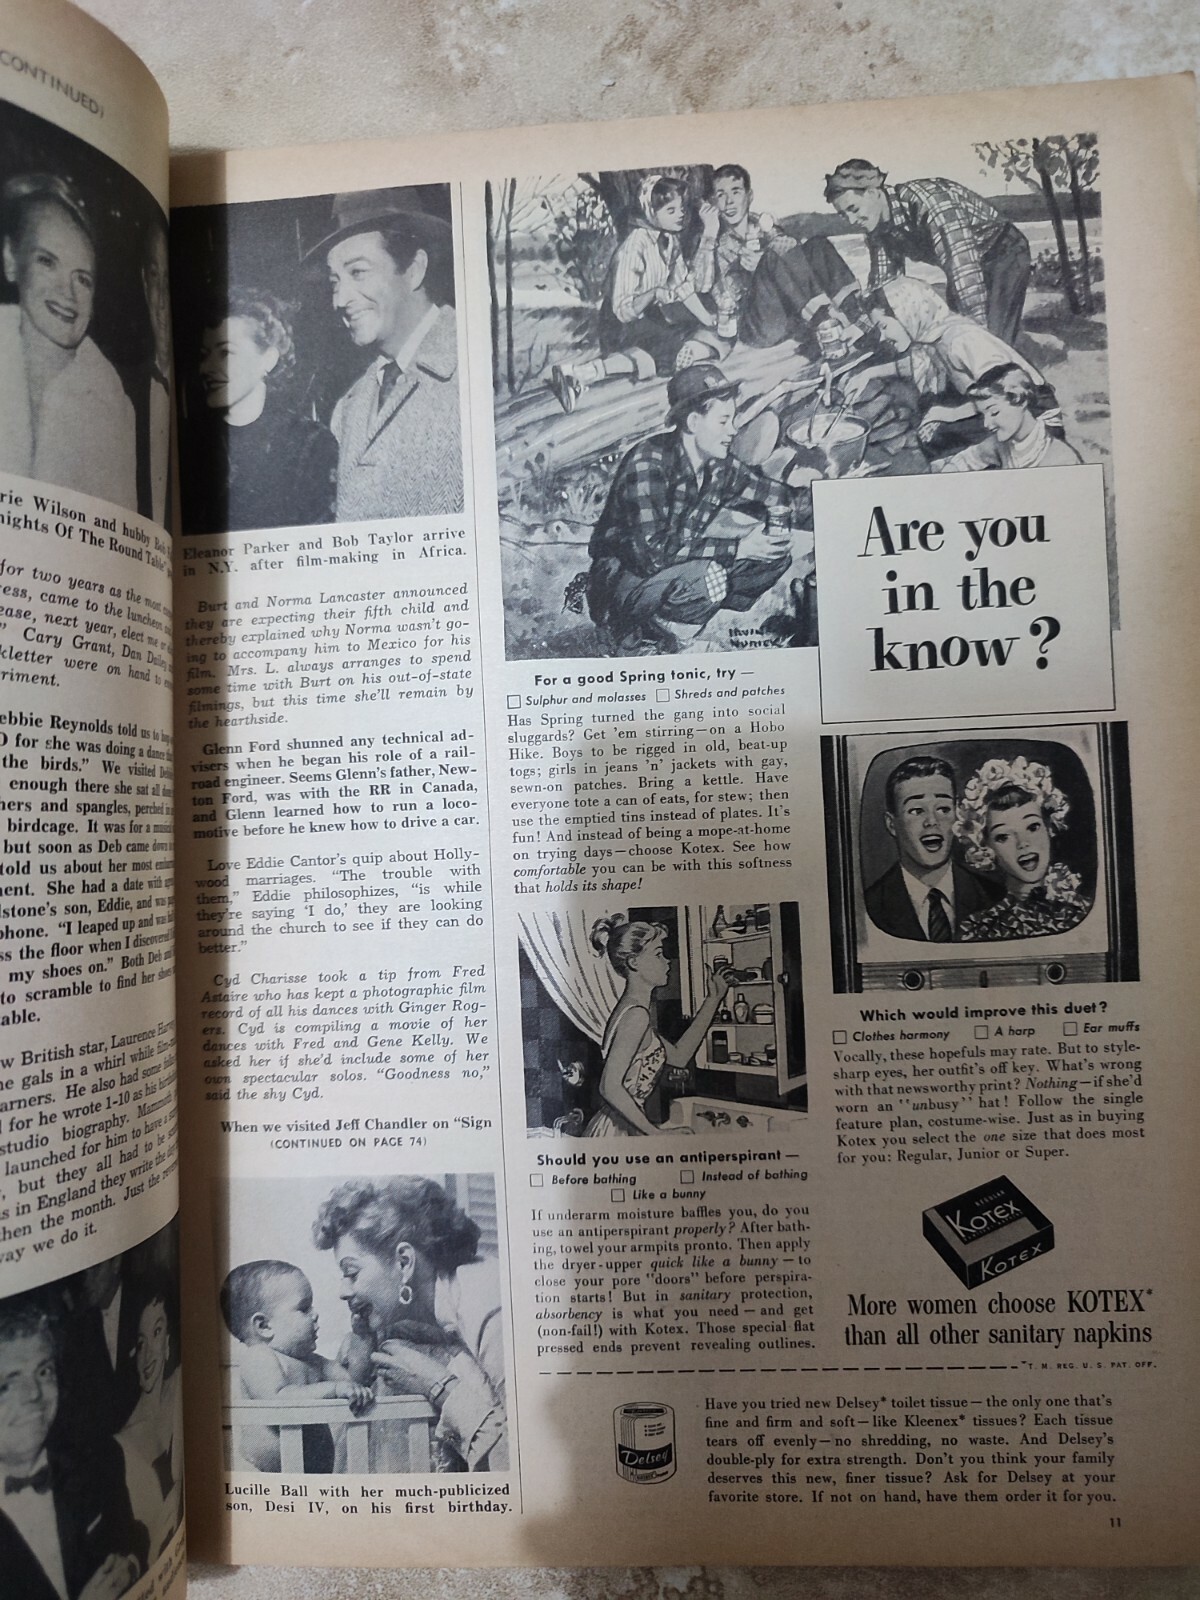 CONTINUED)
rie Wilson and hubby Bob
nights Of The Round Table"
for two years as the most
ress, came to the luncheon
ease, next year, elect me
" Cary Grant, Dan Dailey
kletter were on hand to
riment.
ebbie Reynolds told us to
O for she was doing a dance
the birds." We visited
enough there she sat all
hers and spangles, perched
birdcage. It was for a musical
but soon as Deb came down
told us about her most
ment. She had a date with
dstone's son, Eddie, and was
phone. "I leaped up and was
ss the floor when I discovered
my shoes on." Both Deb and
to scramble to find her shoes
able.
w British star, Laurence Harvey
he gals in a whirl while
arners. He also had some
for he wrote 1-10 as his
studio biography. Mammoth
launched for him to have a
, but they all had to be
s in England they write the
then the month. Just the reverse
way we do it.
Eleanor Parker and Bob Taylor arrive
in N.Y. after film-making in Africa.
Burt and Norma Lancaster announced
they are expecting their fifth child and
thereby explained why Norma wasn't go-
ing to accompany him to Mexico for his
film. Mrs. L. always arranges to spend
some time with Burt on his out-of-state
filmings, but this time she'll remain by
the hearthside.
Glenn Ford shunned any technical ad-
visers when he began his role of a rail-
road engineer. Seems Glenn's father, New-
ton Ford, was with the RR in Canada,
and Glenn learned how to run a loco-
motive before he knew how to drive a car.
Love Eddie Cantor's quip about Holly-
wood marriages. "The trouble with
them," Eddie philosophizes, "is while
they're saying 'I do,' they are looking
around the church to see if they can do
better."
Cyd Charisse took a tip from Fred
Astaire who has kept a photographic film
record of all his dances with Ginger Rog-
ers. Cyd is compiling a movie of her
dances with Fred and Gene Kelly. We
asked her if she'd include some of her
own spectacular solos. "Goodness no,"
said the shy Cyd.
When we visited Jeff Chandler on "Sign
(CONTINUED ON PAGE 74)
Lucille Ball with her much-publicized
son, Desi IV, on his first birthday.
Are you
in the
know?
For a good Spring tonic, try —
☐ Sulphur and molasses ☐ Shreds and patches
Has Spring turned the gang into social
sluggards? Get 'em stirring—on a Hobo
Hike. Boys to be rigged in old, beat-up
togs; girls in jeans 'n' jackets with gay,
sewn-on patches. Bring a kettle. Have
everyone tote a can of eats, for stew; then
use the emptied tins instead of plates. It's
fun! And instead of being a mope-at-home
on trying days—choose Kotex. See how
comfortable you can be with this softness
that holds its shape!
Should you use an antiperspirant —
☐ Before bathing ☐ Instead of bathing
☐ Like a bunny
If underarm moisture baffles you, do you
use an antiperspirant properly? After bath-
ing, towel your armpits pronto. Then apply
the dryer-upper quick like a bunny — to
close your pore "doors" before perspira-
tion starts! But in sanitary protection,
absorbency is what you need — and get
(non-fail!) with Kotex. Those special flat
pressed ends prevent revealing outlines.
Which would improve this duet?
☐ Clothes harmony ☐ A harp ☐ Ear muffs
Vocally, these hopefuls may rate. But to style-
sharp eyes, her outfit's off key. What's wrong
with that newsworthy print? Nothing—if she'd
worn an "unbusy" hat! Follow the single
feature plan, costume-wise. Just as in buying
Kotex you select the one size that does most
for you: Regular, Junior or Super.
REGULAR
KOTEX
KOTEX
More women choose KOTEX*
than all other sanitary napkins
*T. M. REG. U. S. PAT. OFF.
Delsey
Have you tried new Delsey* toilet tissue — the only one that's
fine and firm and soft—like Kleenex* tissues? Each tissue
tears off evenly—no shredding, no waste. And Delsey's
double-ply for extra strength. Don't you think your family
deserves this new, finer tissue? Ask for Delsey at your
favorite store. If not on hand, have them order it for you.
11